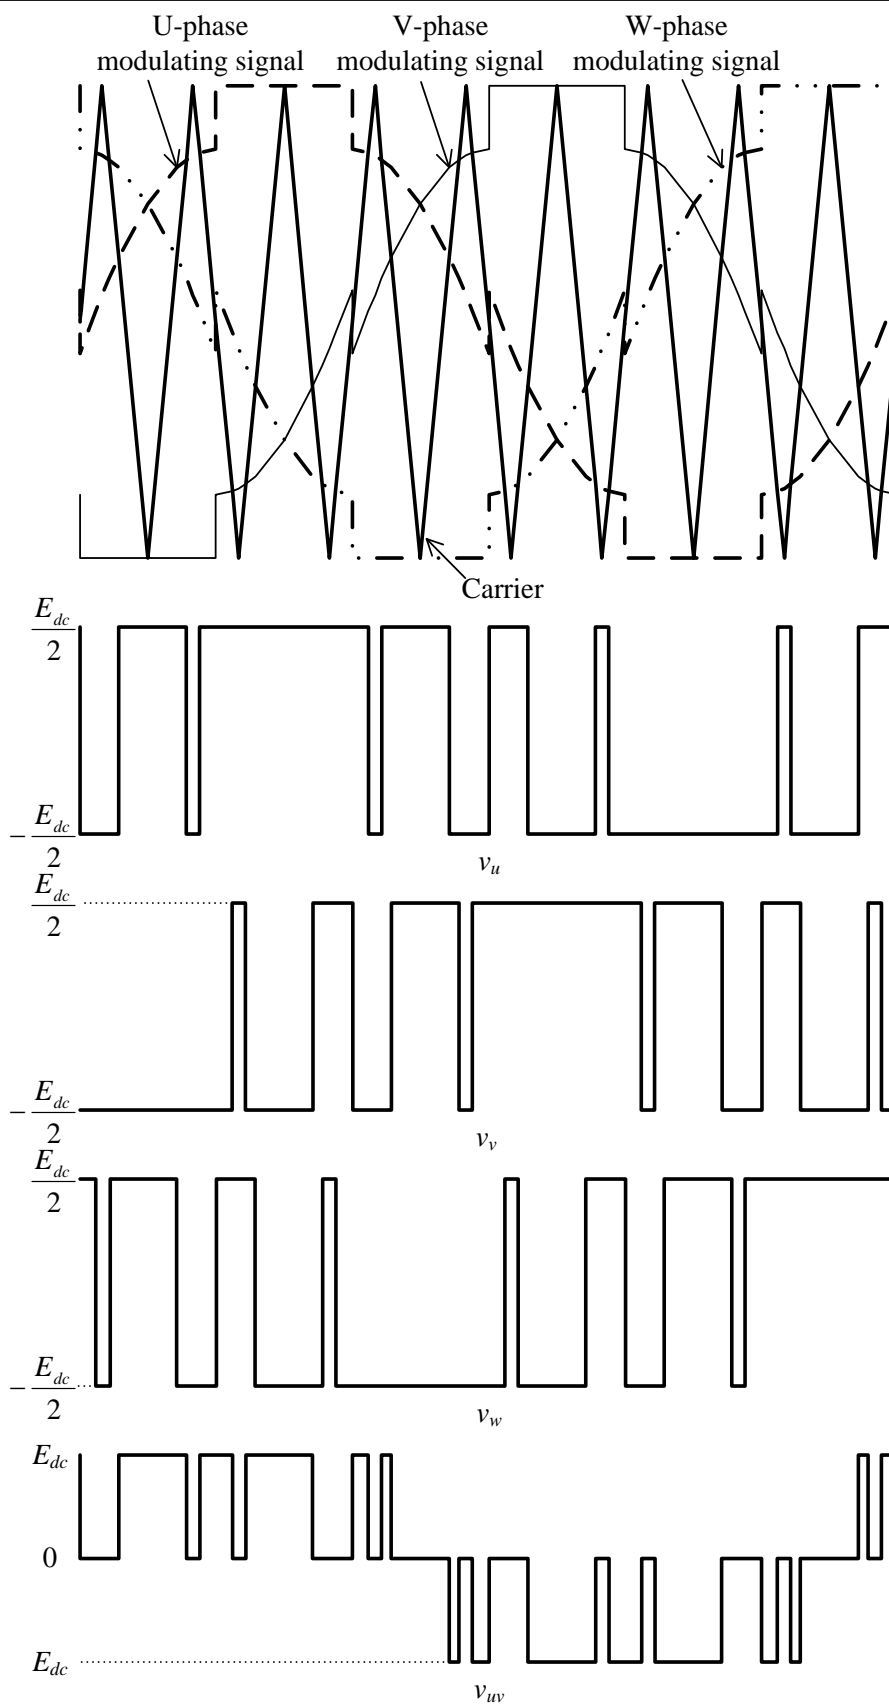 U-phase
modulating signal
V-phase
modulating signal
W-phase
modulating signal
Carrier
E_dc/2
-E_dc/2
v_u
E_dc/2
-E_dc/2
v_v
E_dc/2
-E_dc/2
v_w
E_dc
0
E_dc
v_uv